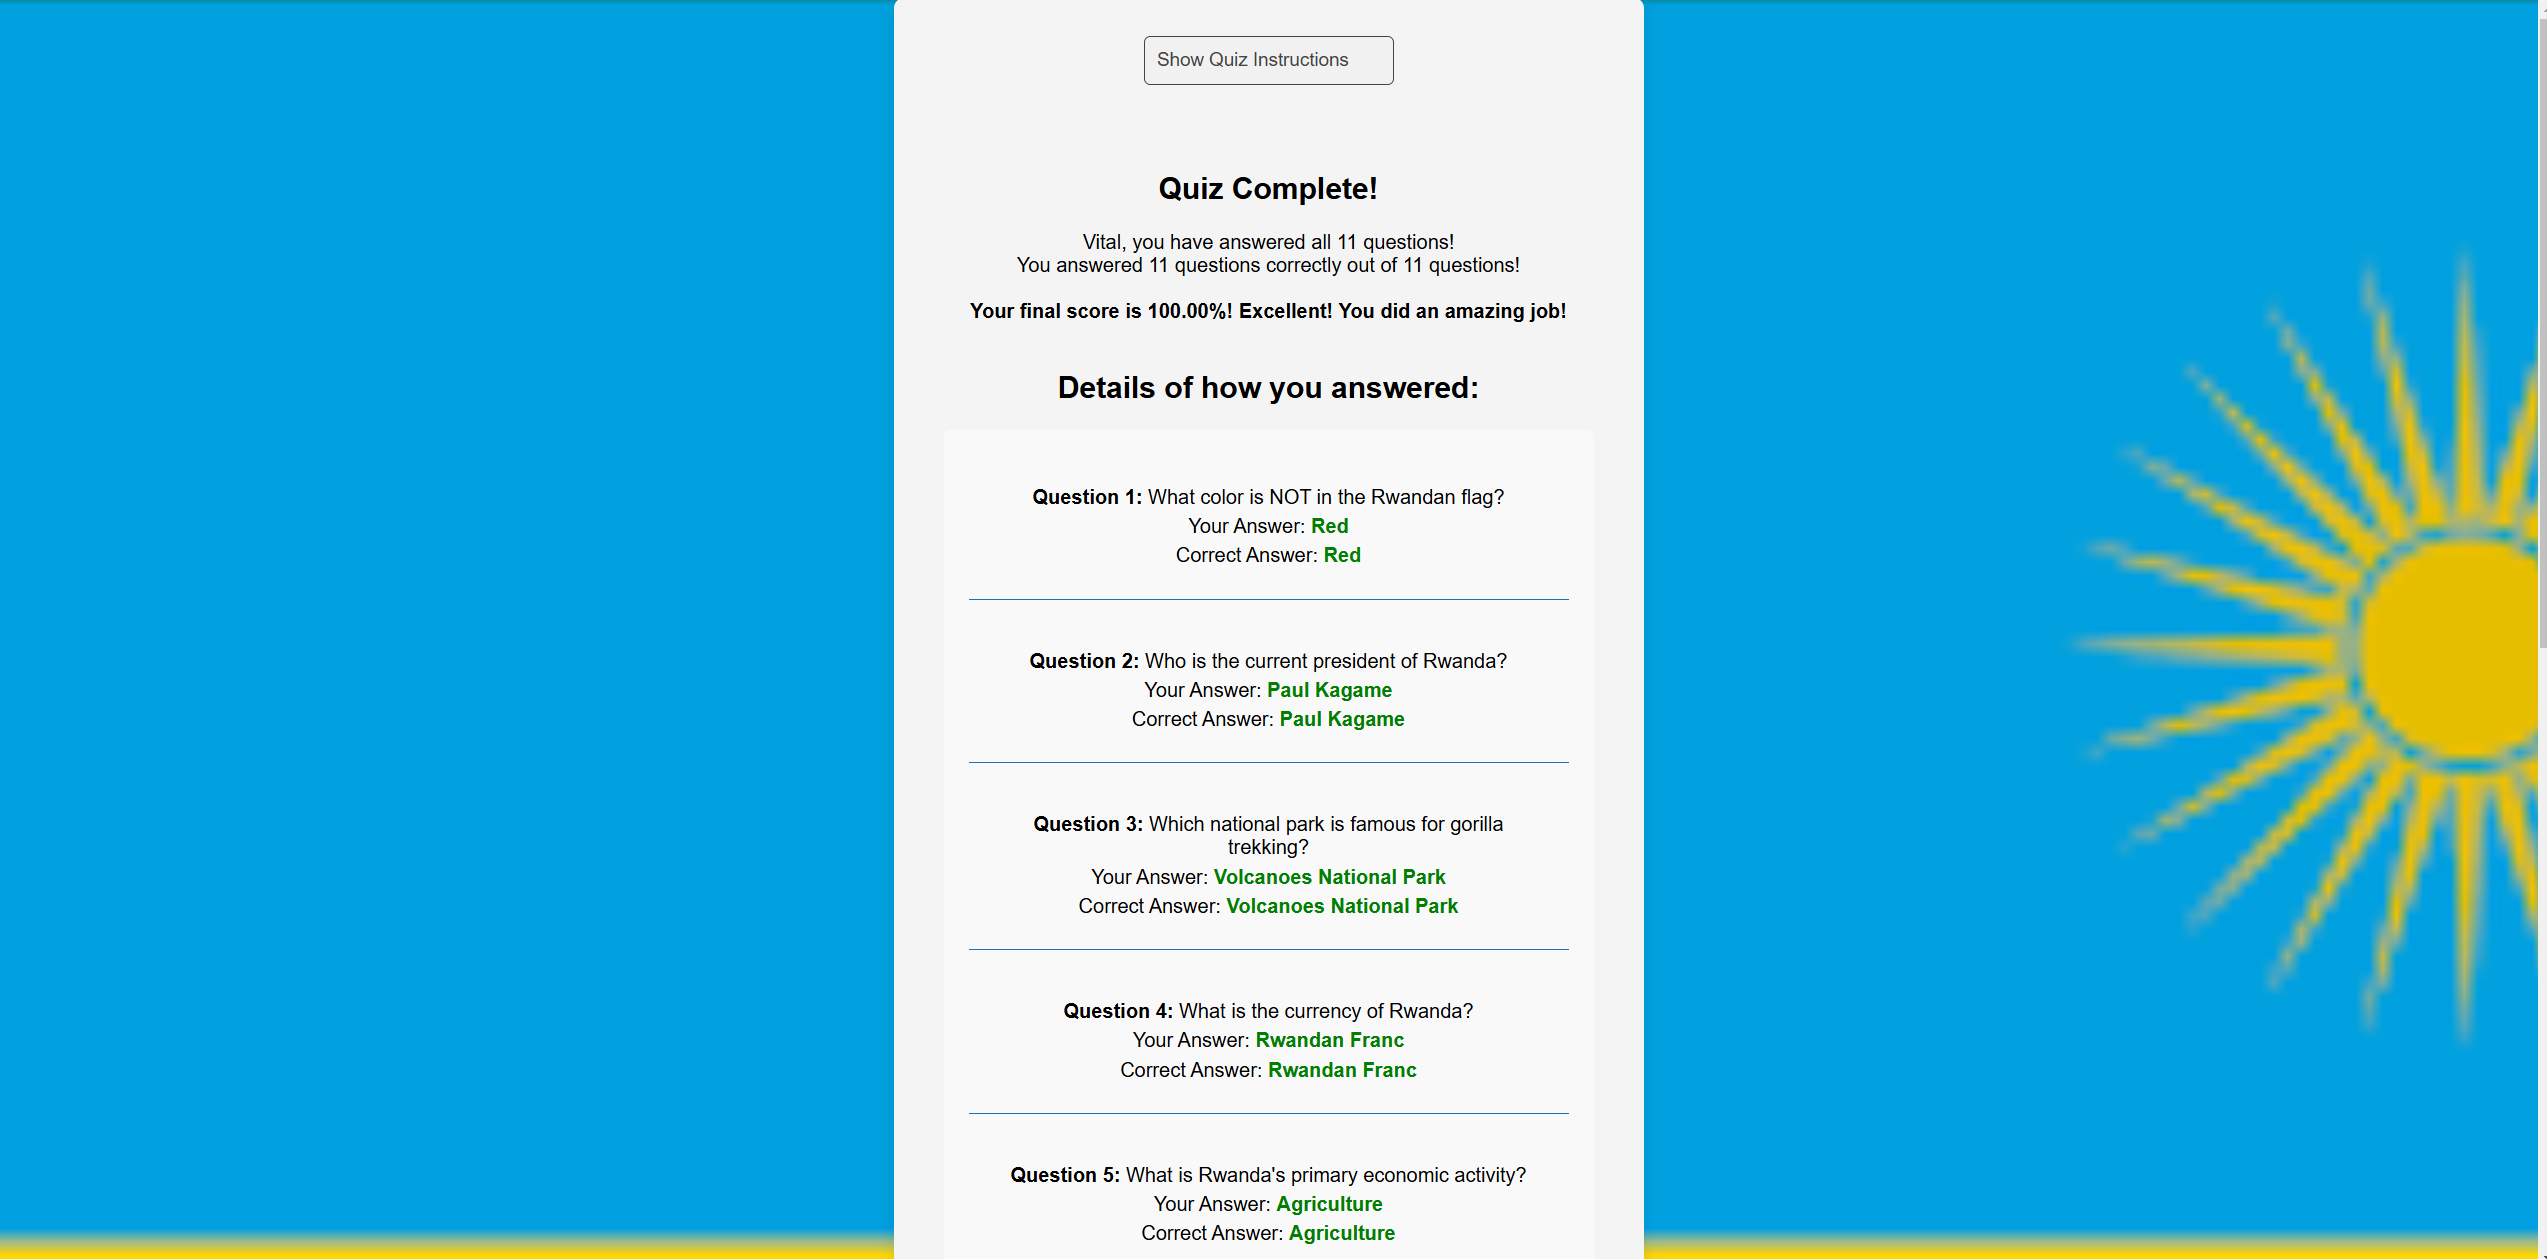 Show Quiz Instructions
Quiz Complete!
Vital, you have answered all 11 questions!
You answered 11 questions correctly out of 11 questions!
Your final score is 100.00%! Excellent! You did an amazing job!
Details of how you answered:
Question 1: What color is NOT in the Rwandan flag?
Your Answer: Red
Correct Answer: Red
Question 2: Who is the current president of Rwanda?
Your Answer: Paul Kagame
Correct Answer: Paul Kagame
Question 3: Which national park is famous for gorilla
trekking?
Your Answer: Volcanoes National Park
Correct Answer: Volcanoes National Park
Question 4: What is the currency of Rwanda?
Your Answer: Rwandan Franc
Correct Answer: Rwandan Franc
Question 5: What is Rwanda's primary economic activity?
Your Answer: Agriculture
Correct Answer: Agriculture